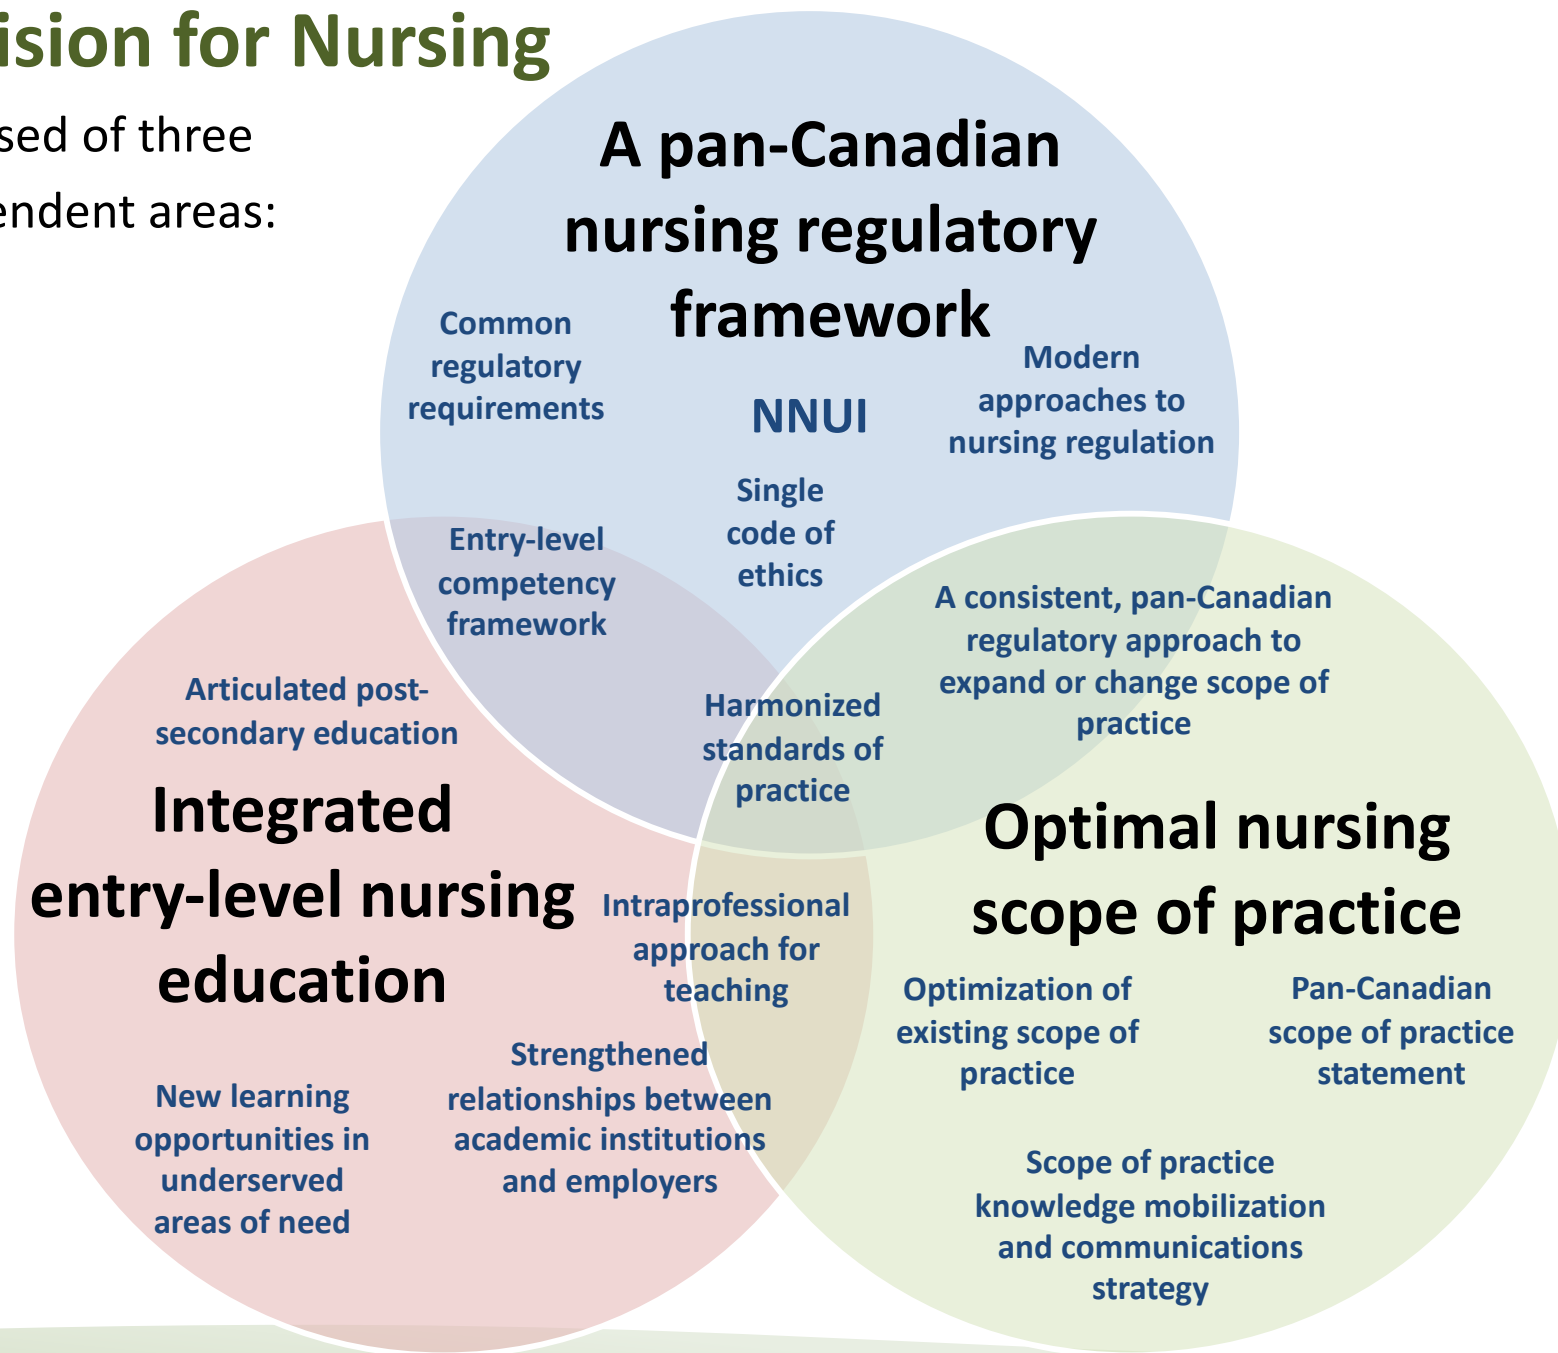 ision for Nursing
sed of three
endent areas:
A pan-Canadian
nursing regulatory
framework
Common
regulatory
requirements
NNUI
Modern
approaches to
nursing regulation
Single
code of
ethics
Entry-level
competency
framework
A consistent, pan-Canadian
regulatory approach to
expand or change scope of
practice
Harmonized
standards of
practice
Articulated post-
secondary education
Integrated
entry-level nursing
education
Optimal nursing
scope of practice
Intraprofessional
approach for
teaching
Optimization of
existing scope of
practice
Pan-Canadian
scope of practice
statement
Strengthened
relationships between
academic institutions
and employers
New learning
opportunities in
underserved
areas of need
Scope of practice
knowledge mobilization
and communications
strategy